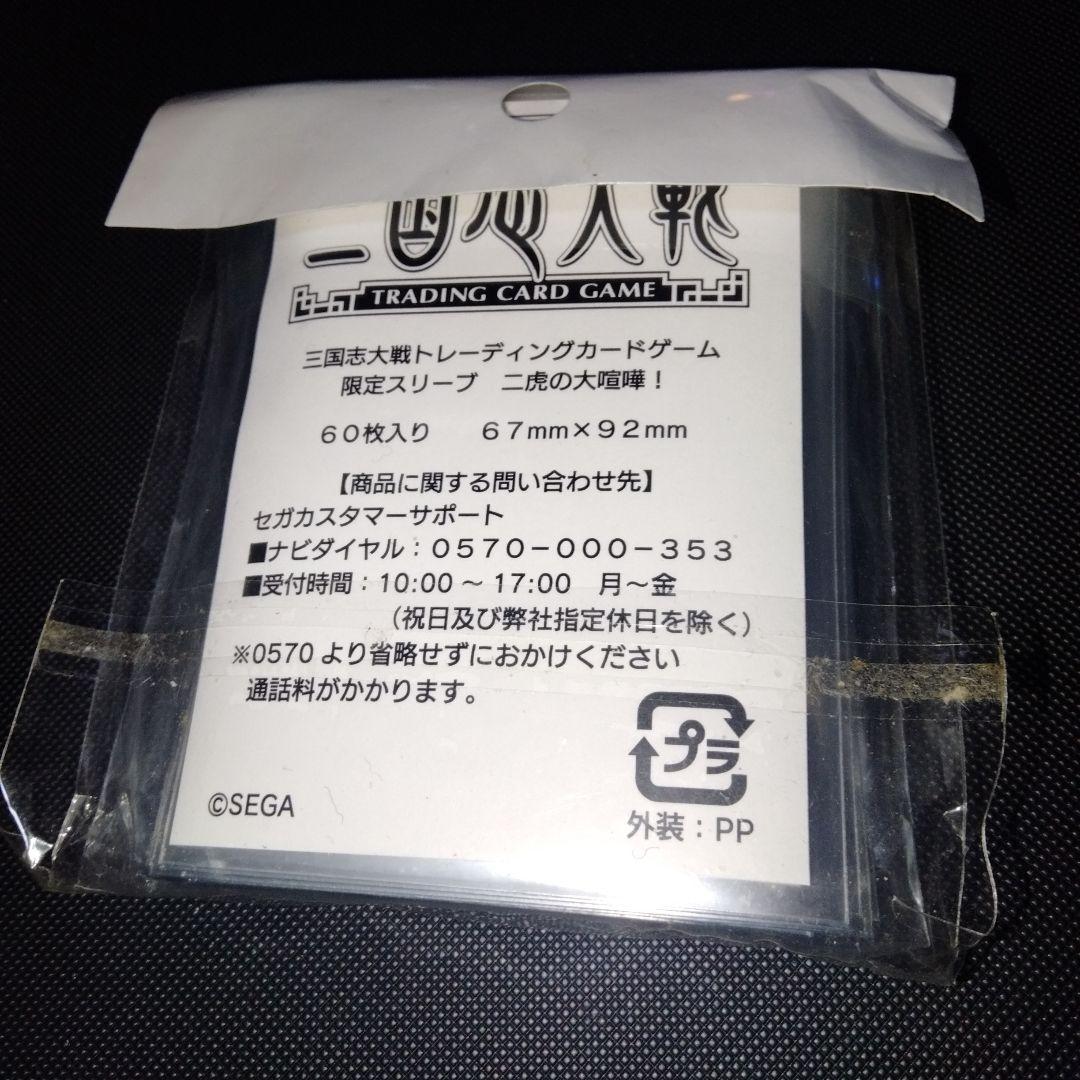 三国志大戦
TRADING CARD GAME
三国志大戦トレーディングカードゲーム
限定スリーブ　二虎の大喧嘩！
６０枚入り　　６７mm×９２mm
【商品に関する問い合わせ先】
セガカスタマーサポート
■ナビダイヤル：０５７０－０００－３５３
■受付時間：10:00 ～ 17:00　月～金
（祝日及び弊社指定休日を除く）
※0570 より省略せずにおかけください
通話料がかかります。
プラ
©SEGA
外装：PP